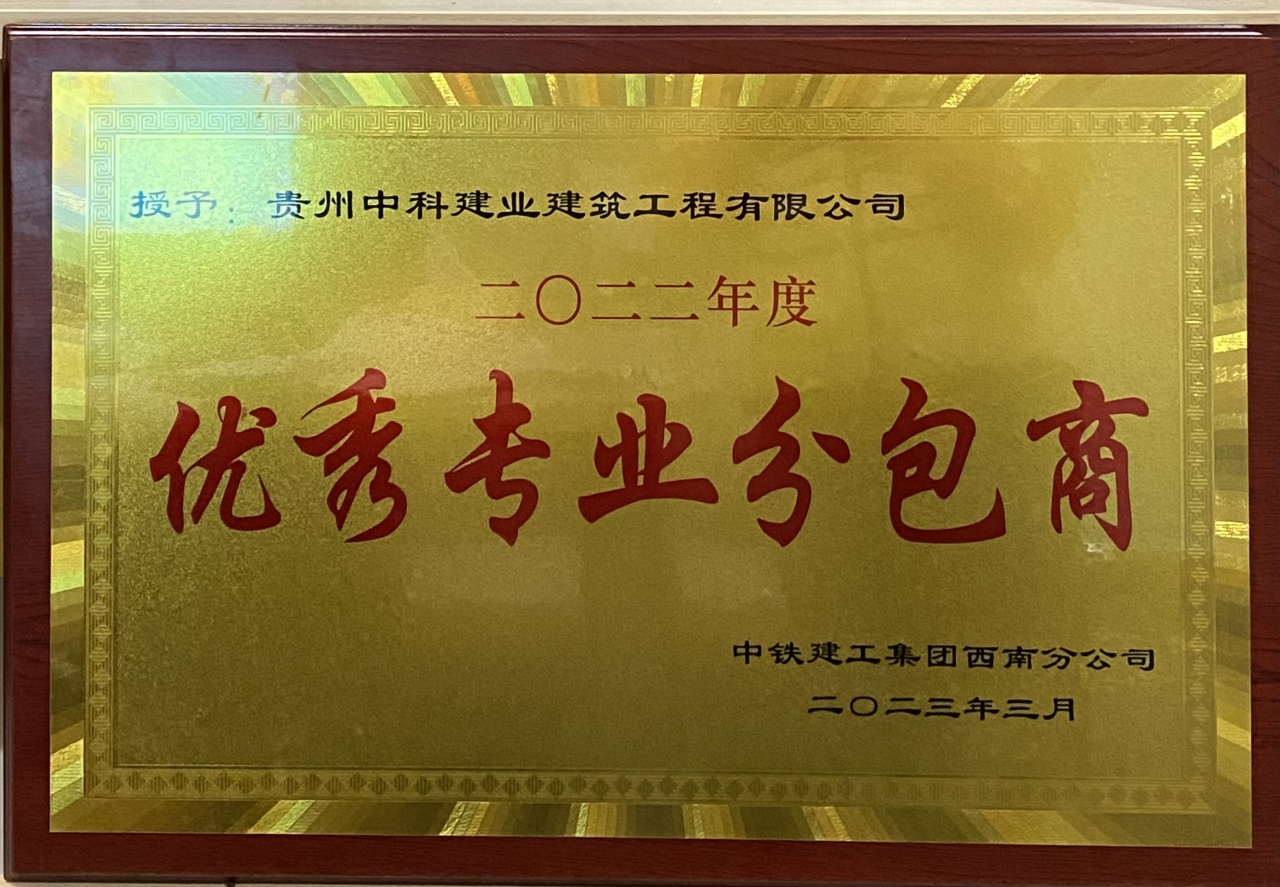 授予：贵州中科建业建筑工程有限公司
二〇二二年度
优秀专业分包商
中铁建工集团西南分公司
二〇二三年三月